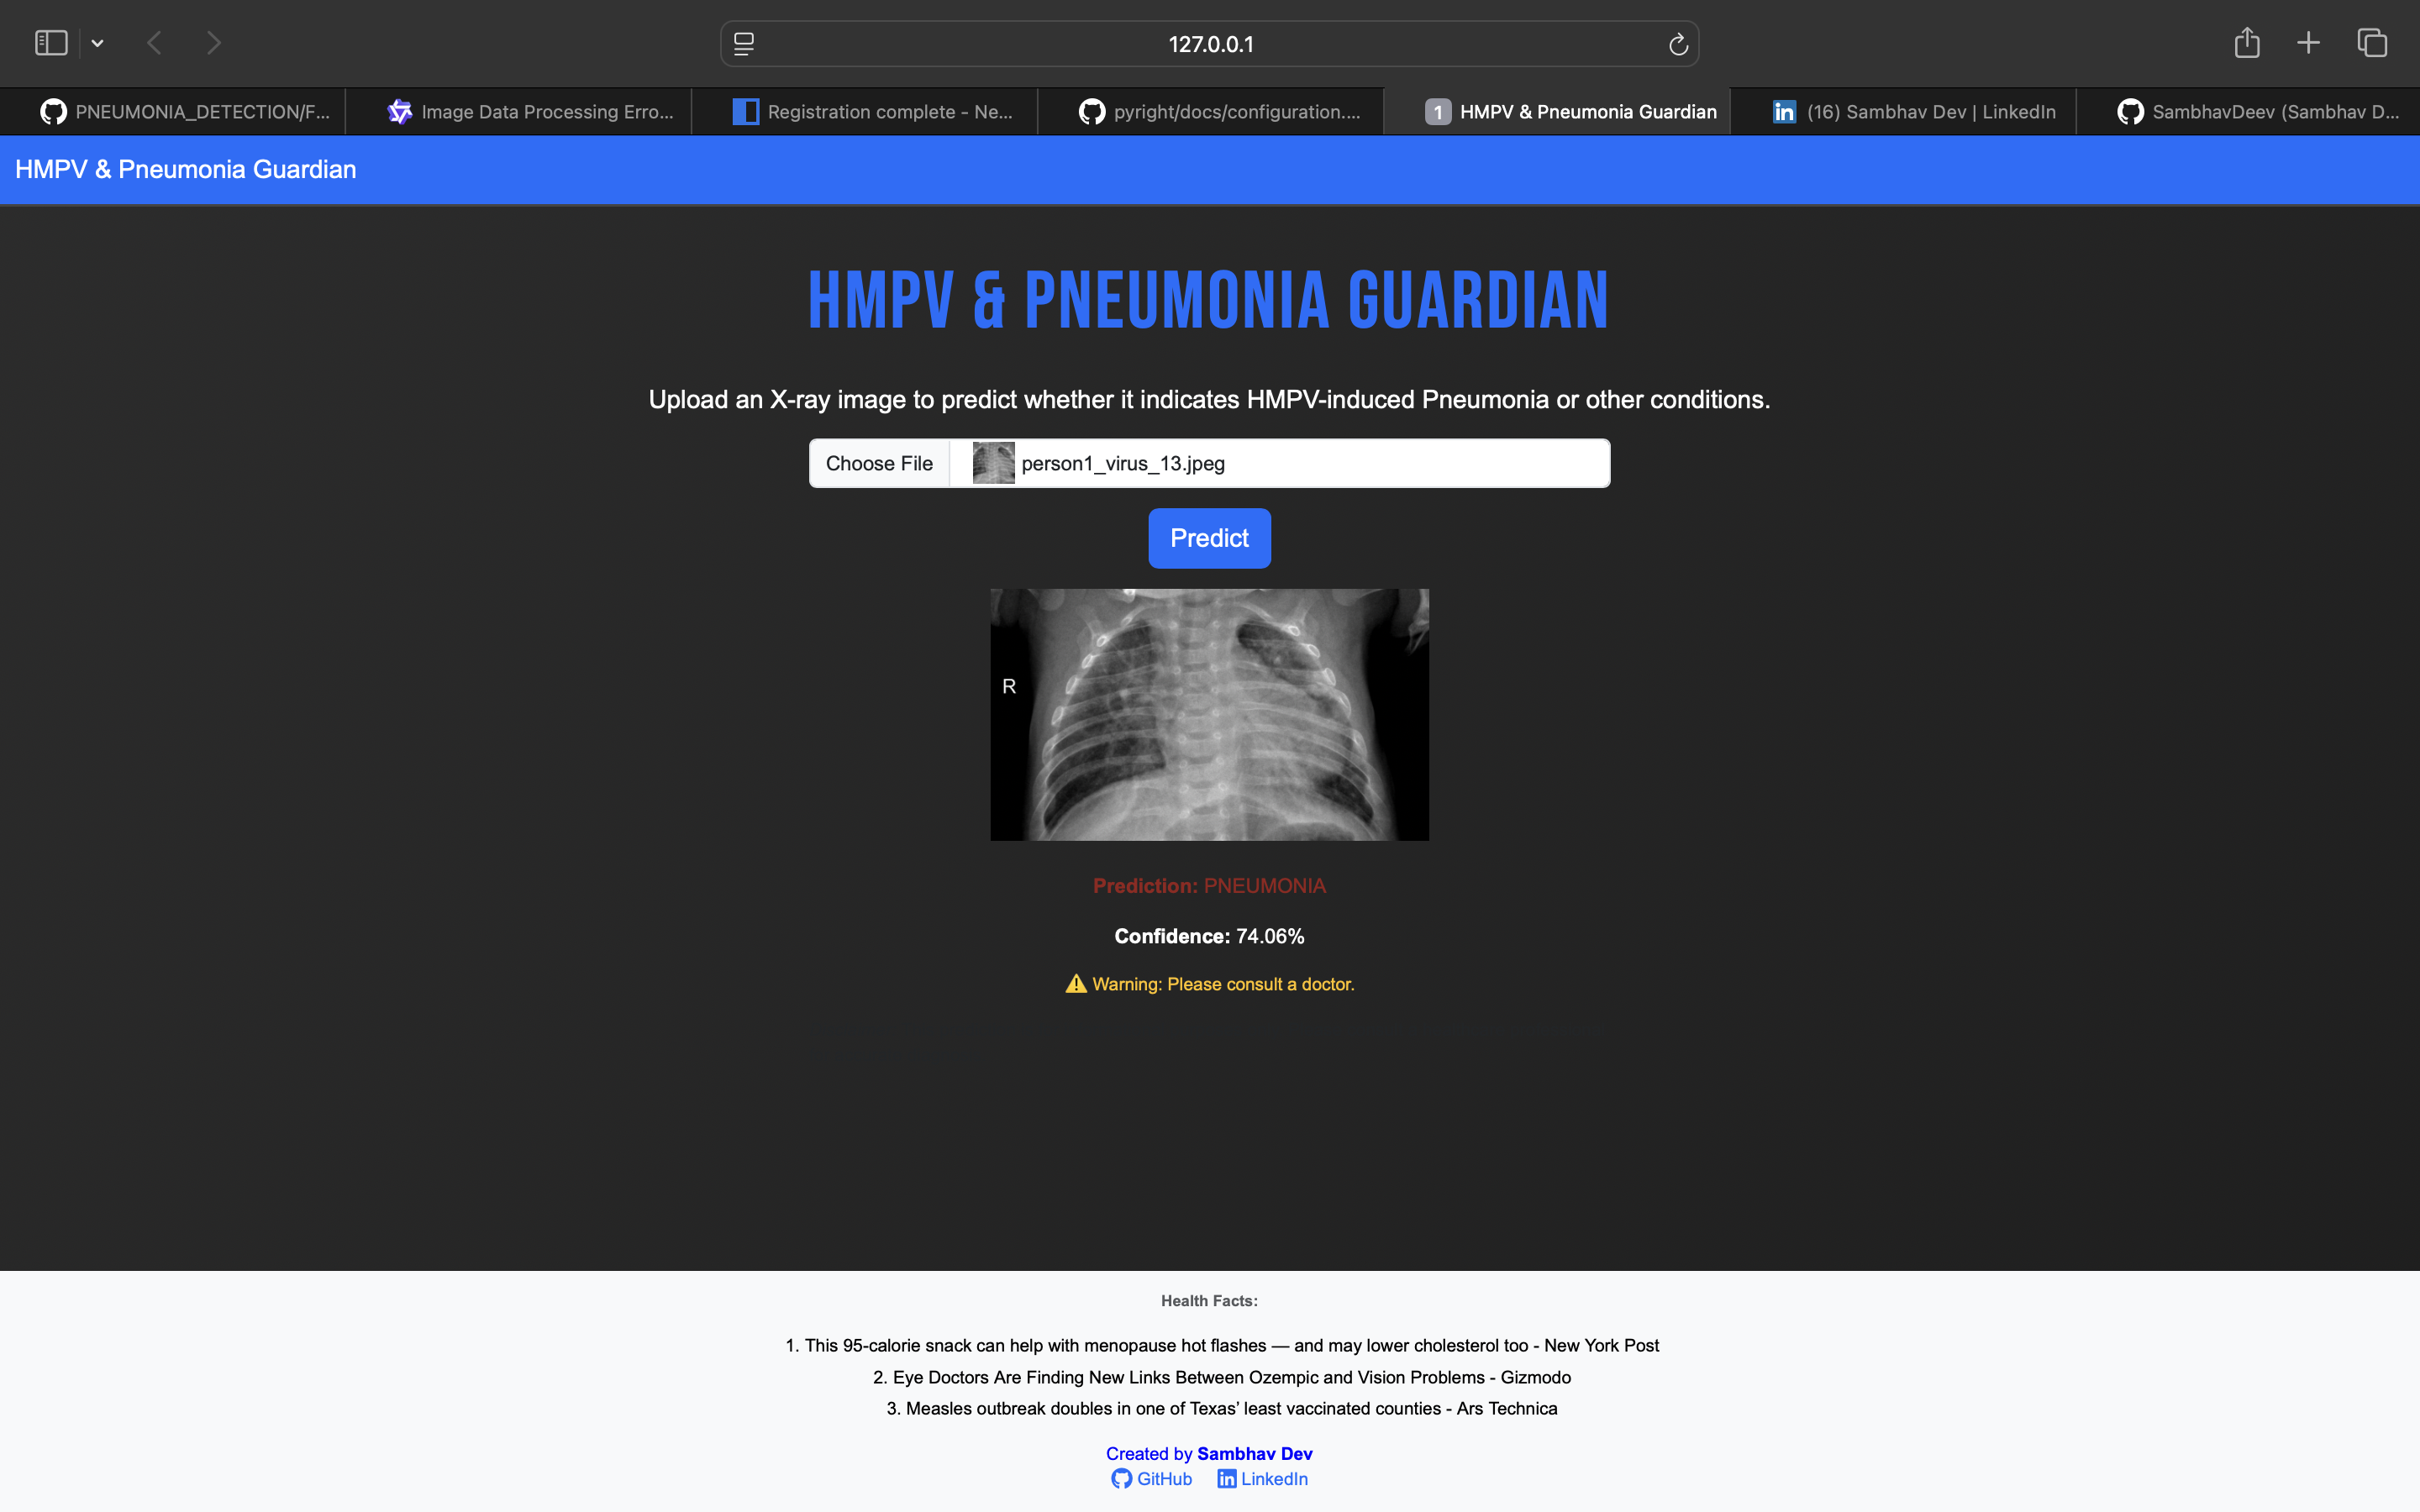 127.0.0.1
PNEUMONIA_DETECTION/F...
Image Data Processing Erro...
Registration complete - Ne...
pyright/docs/configuration....
1 HMPV & Pneumonia Guardian
in (16) Sambhav Dev | LinkedIn
SambhavDeev (Sambhav D...
HMPV & Pneumonia Guardian
HMPV & PNEUMONIA GUARDIAN
Upload an X-ray image to predict whether it indicates HMPV-induced Pneumonia or other conditions.
Choose File person1_virus_13.jpeg
Predict
R
Prediction: PNEUMONIA
Confidence: 74.06%
⚠ Warning: Please consult a doctor.
Health Facts:
1. This 95-calorie snack can help with menopause hot flashes — and may lower cholesterol too - New York Post
2. Eye Doctors Are Finding New Links Between Ozempic and Vision Problems - Gizmodo
3. Measles outbreak doubles in one of Texas’ least vaccinated counties - Ars Technica
Created by Sambhav Dev
GitHub in LinkedIn